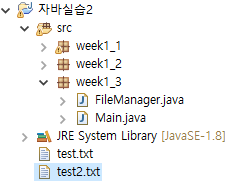 자바실습2
src
week1_1
week1_2
week1_3
FileManager.java
Main.java
JRE System Library [JavaSE-1.8]
test.txt
test2.txt